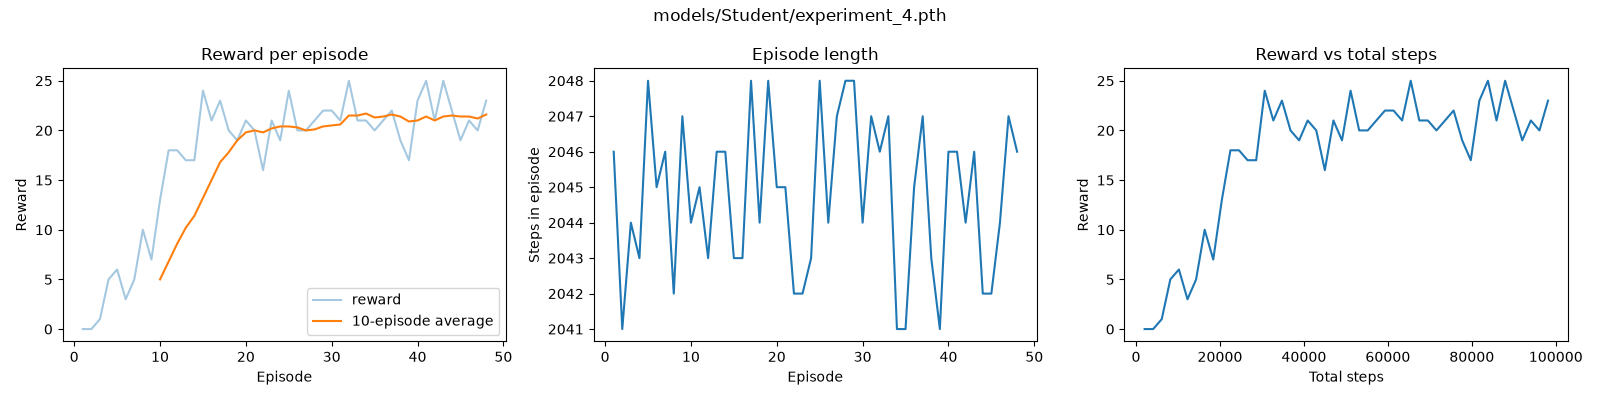 models/Student/experiment_4.pth
Reward per episode
25
20
15
10
5
0
Reward
0 10 20 30 40 50
Episode
reward
10-episode average
Episode length
2048
2047
2046
2045
2044
2043
2042
2041
Steps in episode
0 10 20 30 40 50
Episode
Reward vs total steps
25
20
15
10
5
0
Reward
0 20000 40000 60000 80000 100000
Total steps